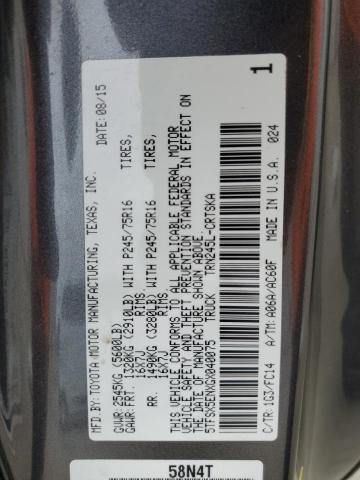 MFD.BY:TOYOTA MOTOR MANUFACTURING, TEXAS, INC. DATE: 08/15
GVWR: 2545KG (5600LB)
GAWR:FRT. 1320KG (2910LB) WITH P245/75R16 TIRES,
16X7J RIMS,
RR. 1490KG (3280LB) WITH P245/75R16 TIRES,
16X7J RIMS.
THIS VEHICLE CONFORMS TO ALL APPLICABLE FEDERAL MOTOR
VEHICLE SAFETY AND THEFT PREVENTION STANDARDS IN EFFECT ON
THE DATE OF MANUFACTURE SHOWN ABOVE.
5TFSX5ENXGX040075 TRUCK TRN245L-CRTSKA
1
C/TR:1G3/FC14 A/TM:A06A/AC60F MADE IN U.S.A. 024
58N4T